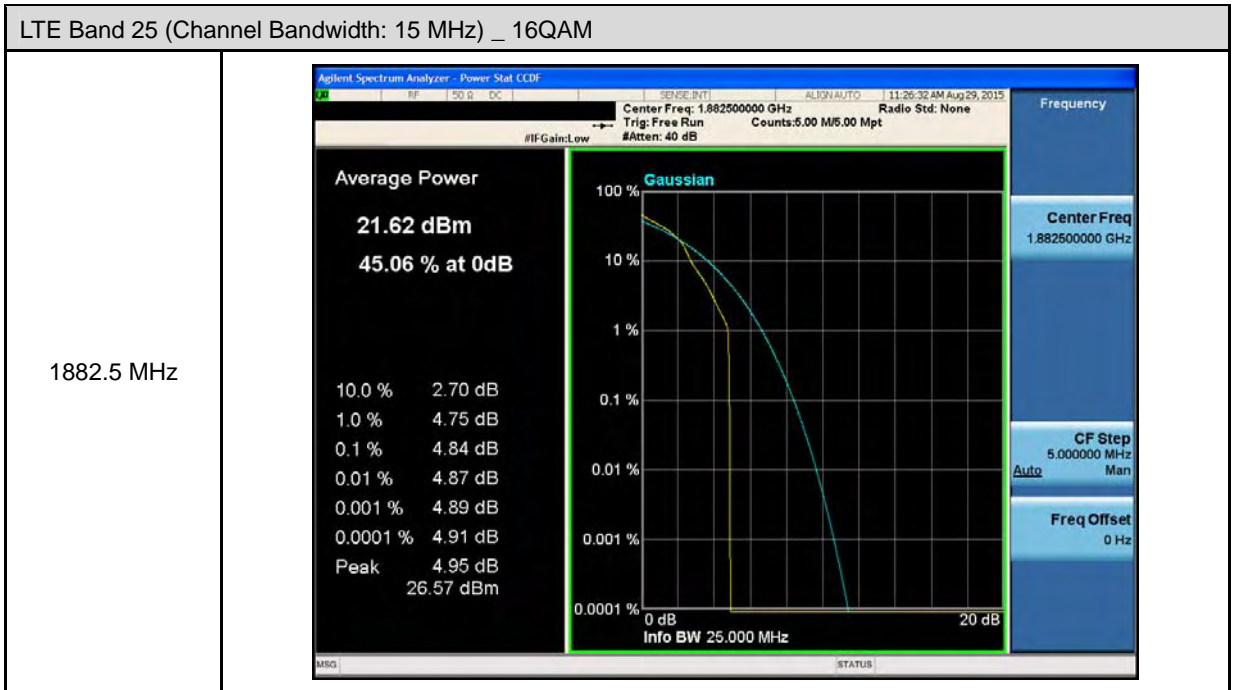 LTE Band 25 (Channel Bandwidth: 15 MHz) _ 16QAM
1882.5 MHz
Agilent Spectrum Analyzer - Power Stat CCDF
RF 50 Ω DC SENSE:INT ALIGN AUTO 11:26:32 AM Aug 29, 2015
Center Freq: 1.882500000 GHz Radio Std: None
Trig: Free Run Counts:5.00 M/5.00 Mpt
#IFGain:Low #Atten: 40 dB
Average Power
21.62 dBm
45.06 % at 0dB
10.0 % 2.70 dB
1.0 % 4.75 dB
0.1 % 4.84 dB
0.01 % 4.87 dB
0.001 % 4.89 dB
0.0001 % 4.91 dB
Peak 4.95 dB
26.57 dBm
Gaussian
100 %
10 %
1 %
0.1 %
0.01 %
0.001 %
0.0001 %
0 dB 20 dB
Info BW 25.000 MHz
Frequency
Center Freq
1.882500000 GHz
CF Step
5.000000 MHz
Auto Man
Freq Offset
0 Hz
MSG STATUS